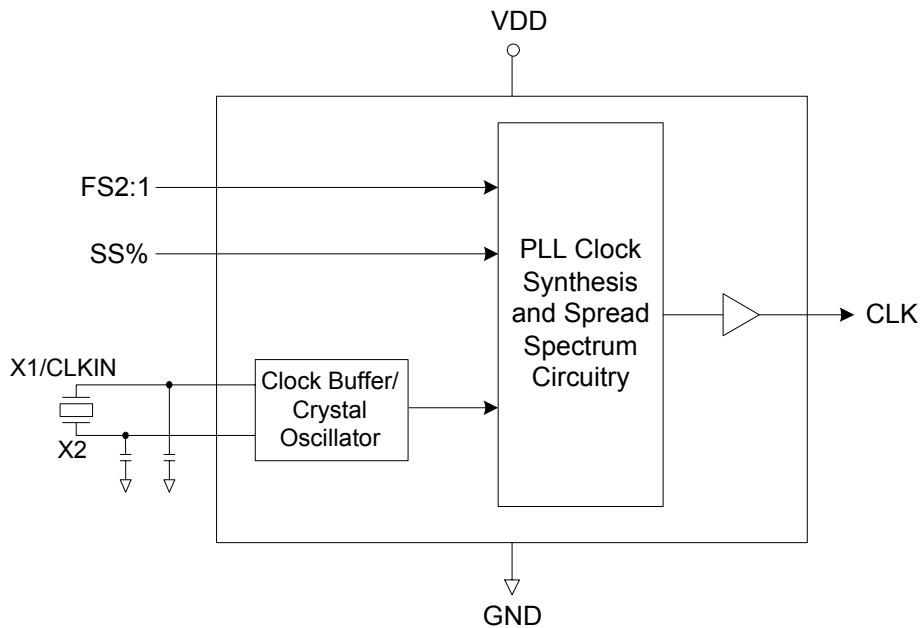 VDD
FS2:1
SS%
PLL Clock
Synthesis
and Spread
Spectrum
Circuitry
CLK
X1/CLKIN
X2
Clock Buffer/
Crystal
Oscillator
GND